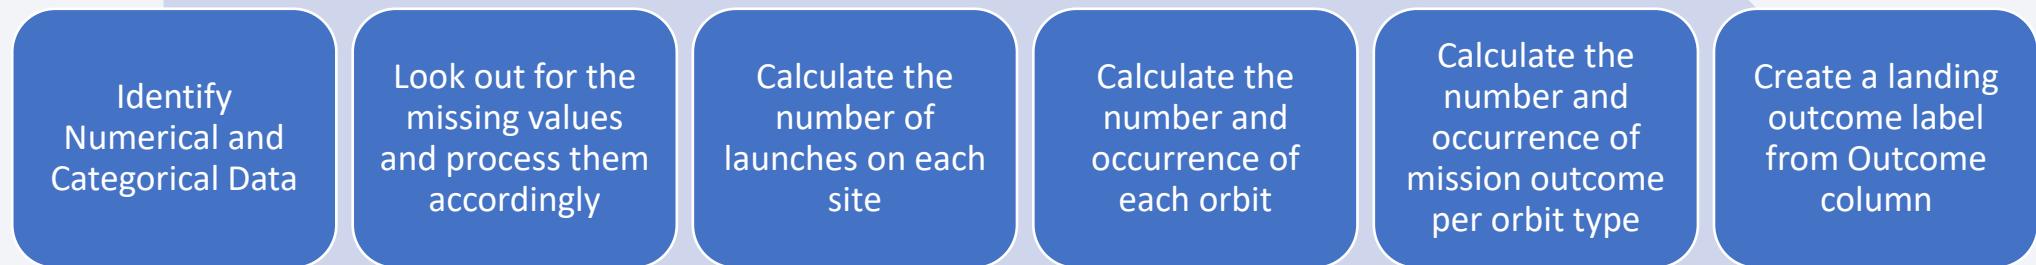 Identify
Numerical and
Categorical Data
Look out for the
missing values
and process them
accordingly
Calculate the
number of
launches on each
site
Calculate the
number and
occurrence of
each orbit
Calculate the
number and
occurrence of
mission outcome
per orbit type
Create a landing
outcome label
from Outcome
column